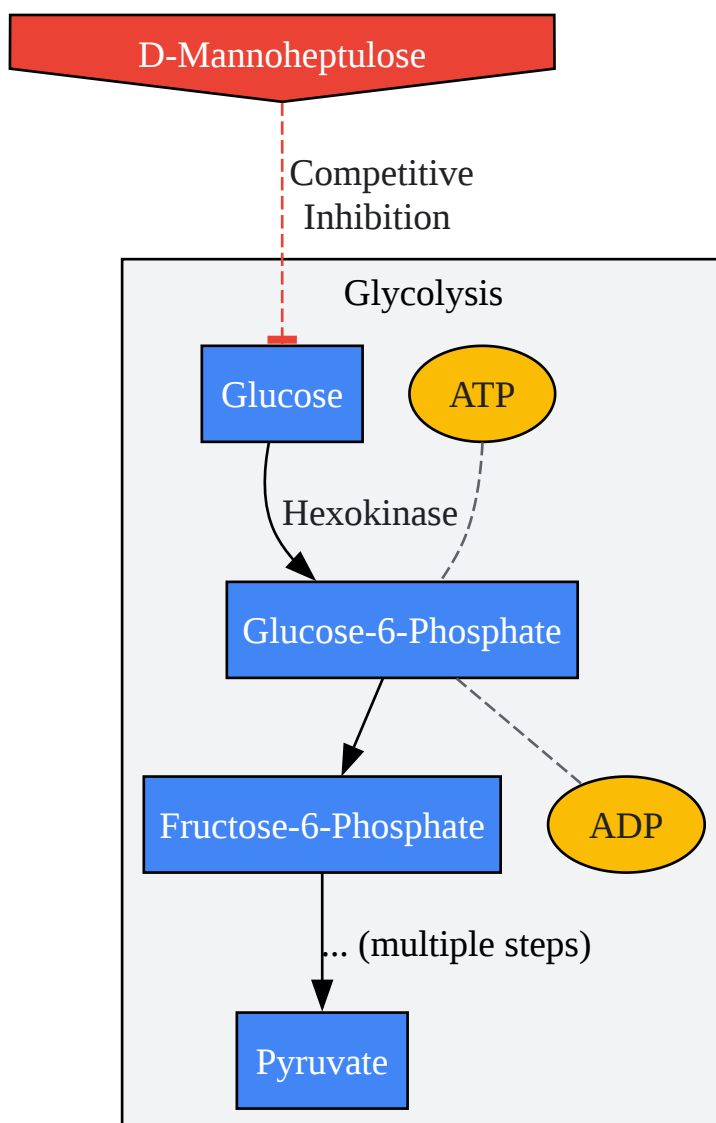 D-Mannoheptulose
Competitive
Inhibition
Glycolysis
Glucose
ATP
Hexokinase
Glucose-6-Phosphate
Fructose-6-Phosphate
ADP
... (multiple steps)
Pyruvate